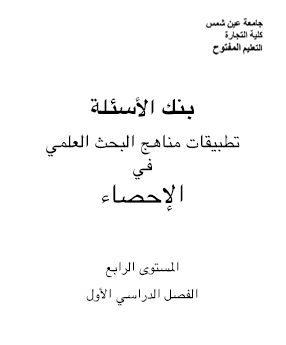 جامعة عين شمس
كلية التجارة
التعليم المفتوح
بنك الأسئلة
تطبيقات مناهج البحث العلمي
في
الإحصاء
المستوى الرابع
الفصل الدراسي الأول